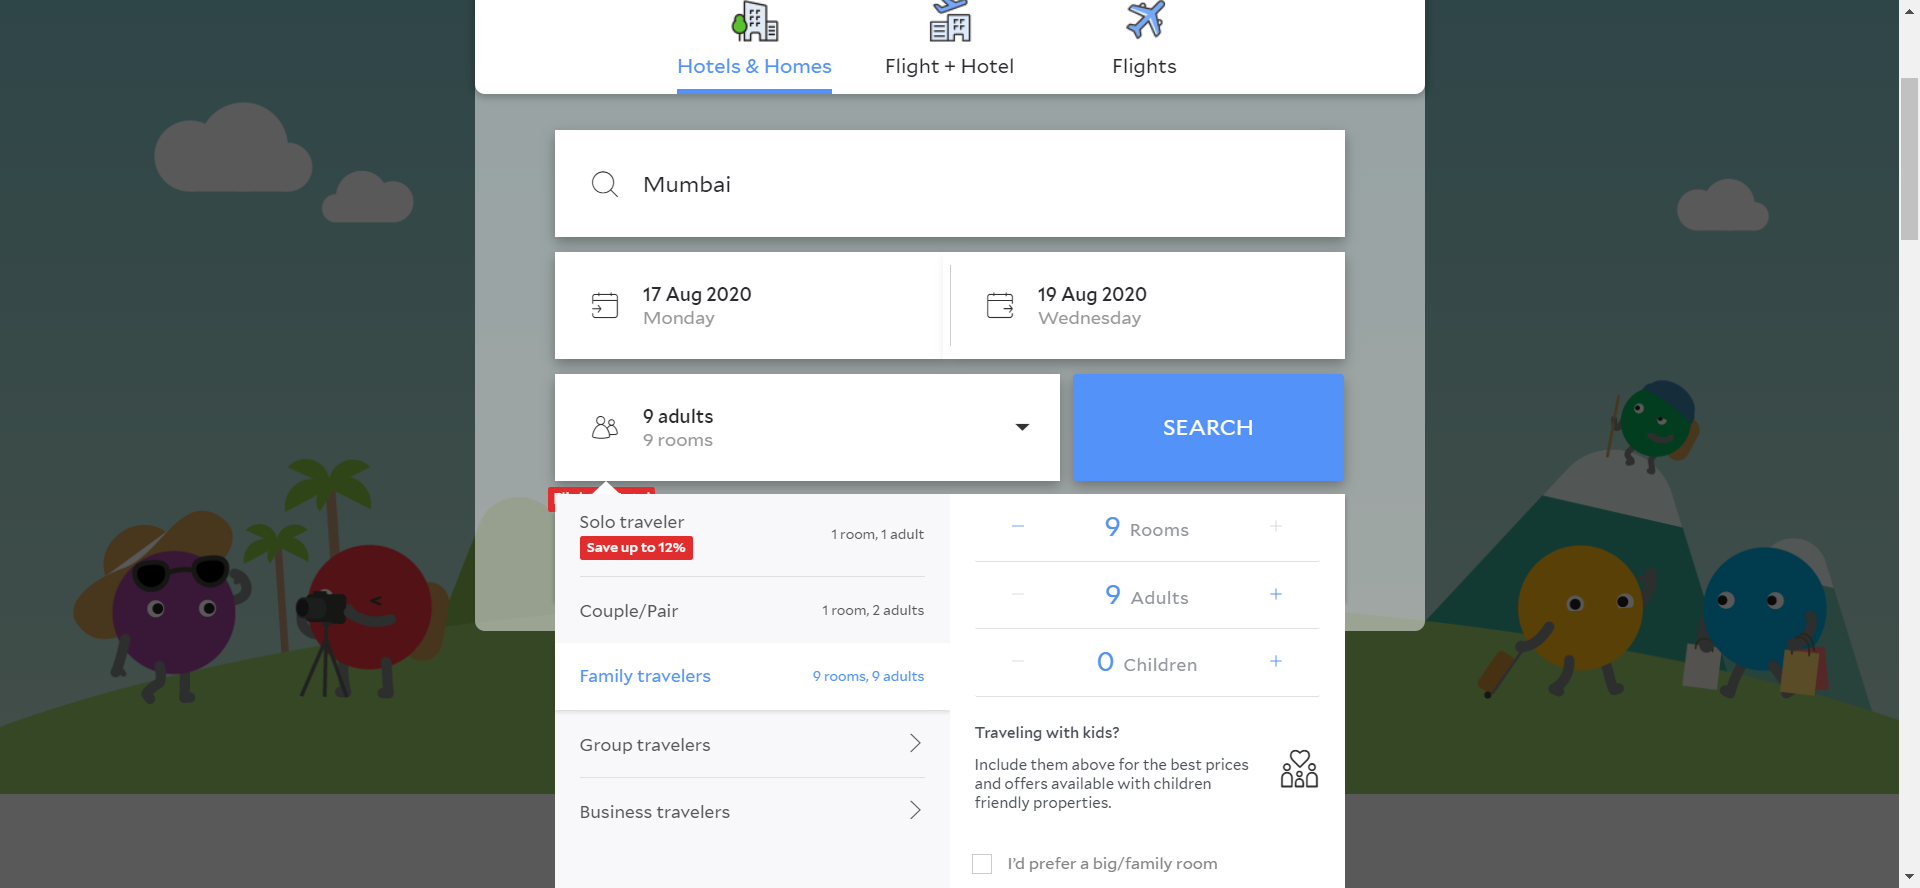 Hotels & Homes
Flight + Hotel
Flights
Mumbai
17 Aug 2020
Monday
19 Aug 2020
Wednesday
9 adults
9 rooms
SEARCH
Solo traveler
Save up to 12%
1 room, 1 adult
Couple/Pair
1 room, 2 adults
Family travelers
9 rooms, 9 adults
Group travelers
Business travelers
9 Rooms
9 Adults
0 Children
Traveling with kids?
Include them above for the best prices
and offers available with children
friendly properties.
I'd prefer a big/family room